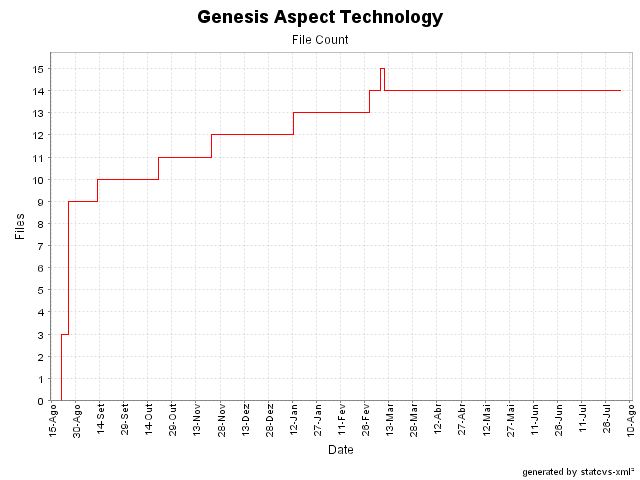 Genesis Aspect Technology
File Count
15
14
13
12
11
10
9
8
7
6
5
4
3
2
1
0
Files
15-Ago
30-Ago
14-Set
29-Set
14-Out
29-Out
13-Nov
28-Nov
13-Dez
28-Dez
12-Jan
27-Jan
11-Fev
26-Fev
13-Mar
28-Mar
12-Abr
27-Abr
12-Mai
27-Mai
11-Jun
26-Jun
11-Jul
26-Jul
10-Ago
Date
generated by statcvs-xml²